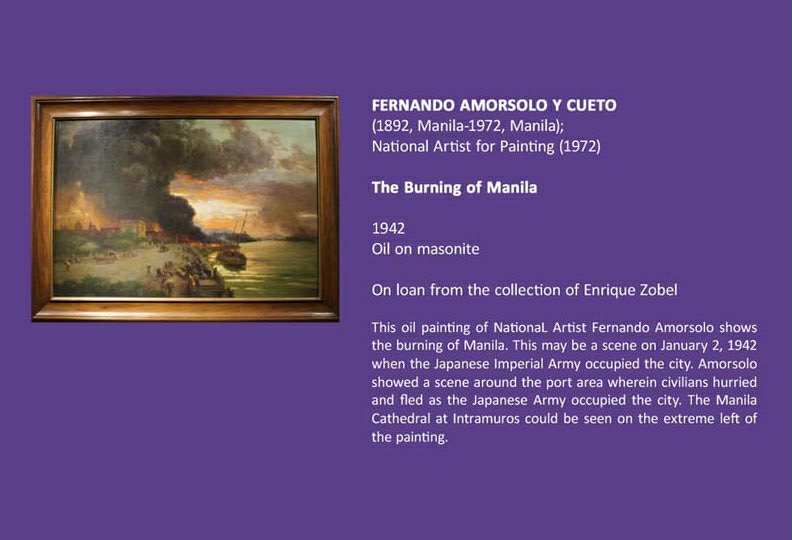 FERNANDO AMORSOLO Y CUETO
(1892, Manila-1972, Manila);
National Artist for Painting (1972)
The Burning of Manila
1942
Oil on masonite
On loan from the collection of Enrique Zobel
This oil painting of NationaL Artist Fernando Amorsolo shows
the burning of Manila. This may be a scene on January 2, 1942
when the Japanese Imperial Army occupied the city. Amorsolo
showed a scene around the port area wherein civilians hurried
and fled as the Japanese Army occupied the city. The Manila
Cathedral at Intramuros could be seen on the extreme left of
the painting.